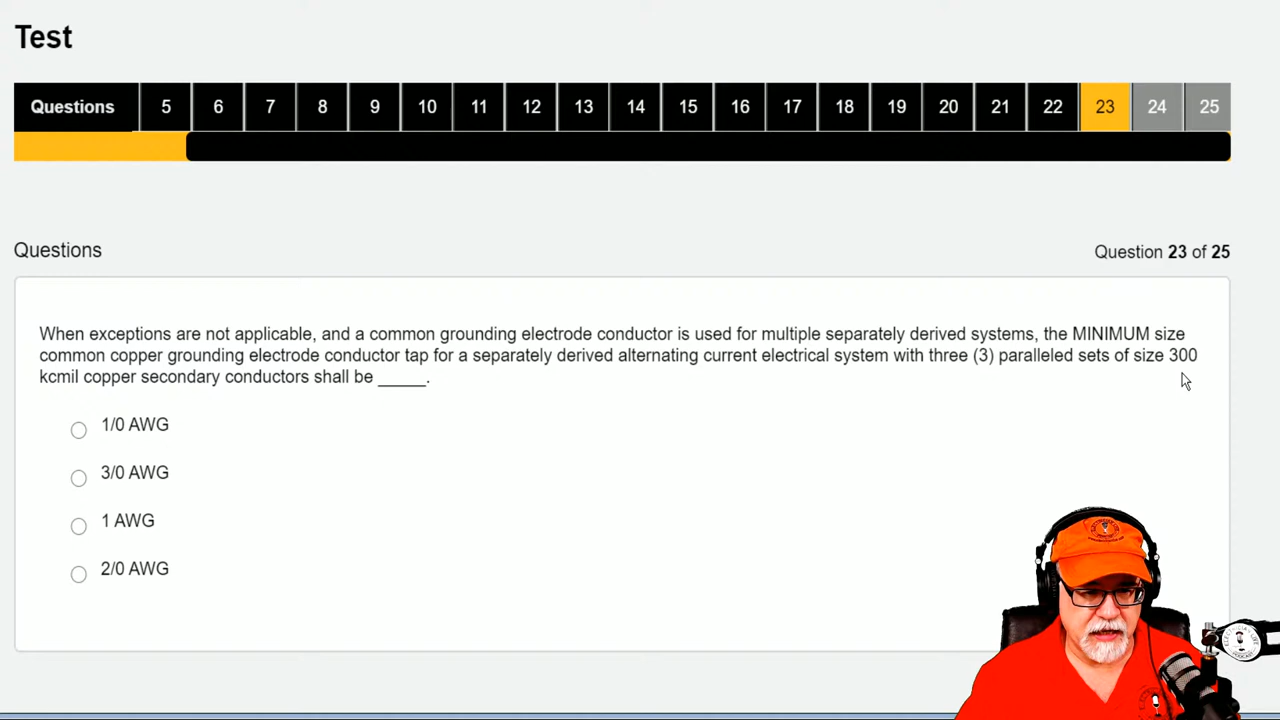 Test
Questions 5 6 7 8 9 10 11 12 13 14 15 16 17 18 19 20 21 22 23 24 25
Questions
Question 23 of 25
When exceptions are not applicable, and a common grounding electrode conductor is used for multiple separately derived systems, the MINIMUM size
common copper grounding electrode conductor tap for a separately derived alternating current electrical system with three (3) paralleled sets of size 300
kcmil copper secondary conductors shall be _____.
1/0 AWG
3/0 AWG
1 AWG
2/0 AWG